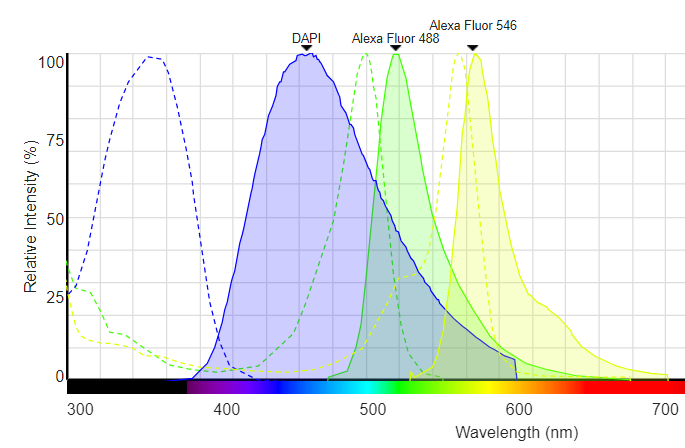 Alexa Fluor 546
DAPI
Alexa Fluor 488
100
75
50
25
0
Relative Intensity (%)
300
400
500
600
700
Wavelength (nm)